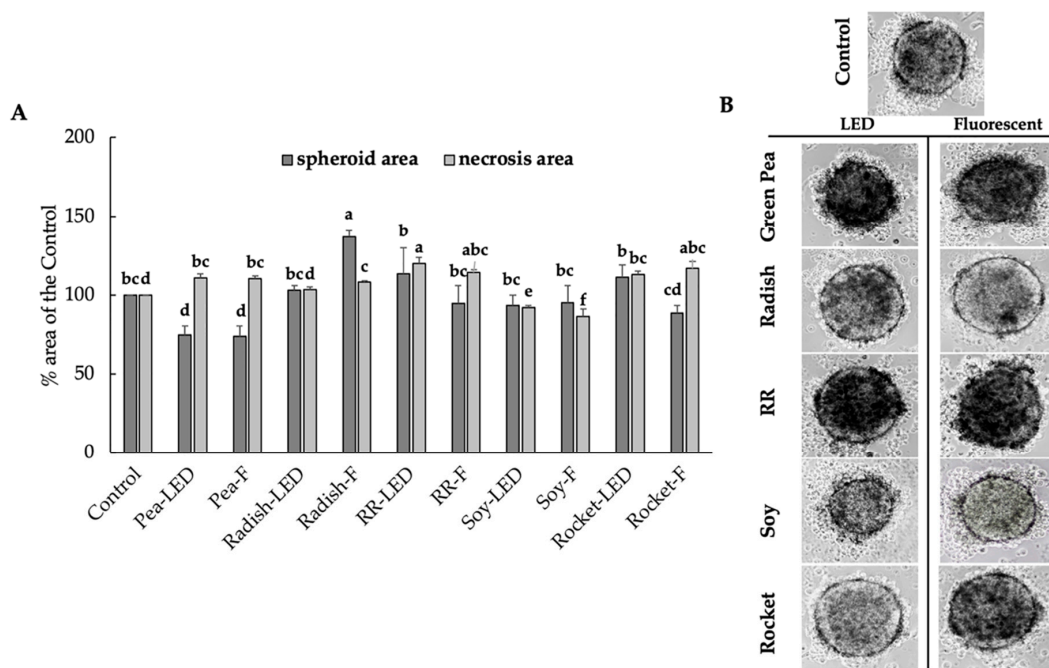 A
% area of the Control
200
150
100
50
0
spheroid area necrosis area
bcd
d bc
d bc
bcd
a c
b a
bc abc
bc e
bc f
b bc
cd abc
Control
Pea-LED
Pea-F
Radish-LED
Radish-F
RR-LED
RR-F
Soy-LED
Soy-F
Rocket-LED
Rocket-F
B
Control
LED Fluorescent
Green Pea
Radish
RR
Soy
Rocket